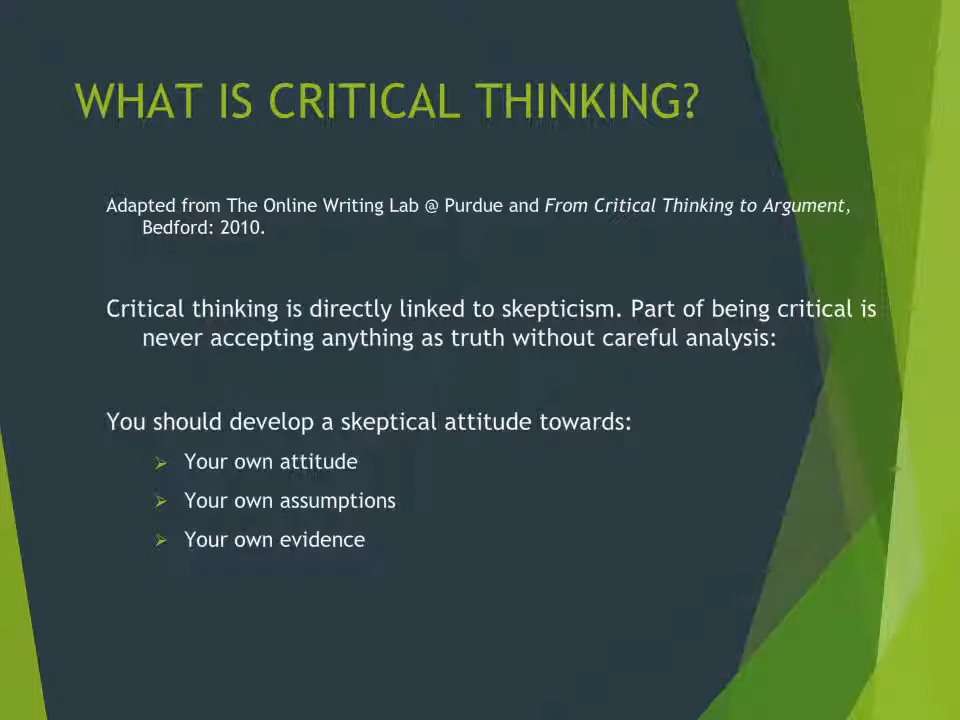 WHAT IS CRITICAL THINKING?
Adapted from The Online Writing Lab @ Purdue and From Critical Thinking to Argument,
Bedford: 2010.
Critical thinking is directly linked to skepticism. Part of being critical is
never accepting anything as truth without careful analysis:
You should develop a skeptical attitude towards:
Your own attitude
Your own assumptions
Your own evidence